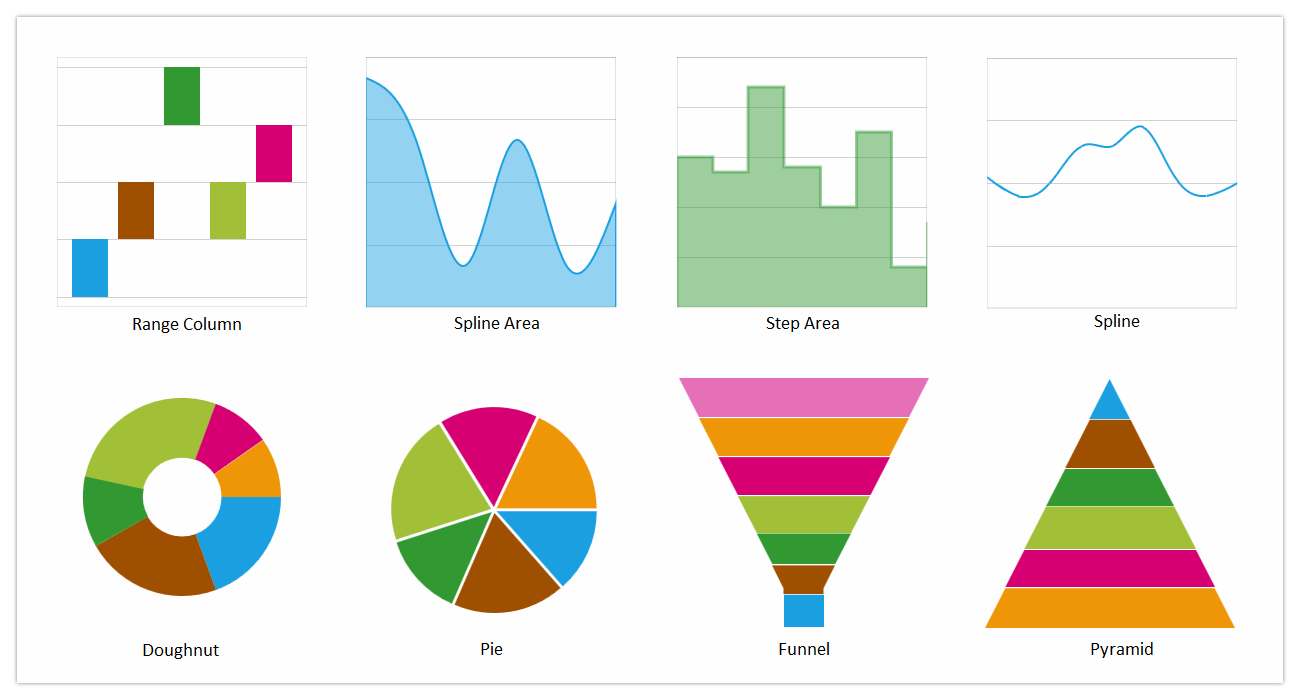 Range Column
Spline Area
Step Area
Spline
Doughnut
Pie
Funnel
Pyramid